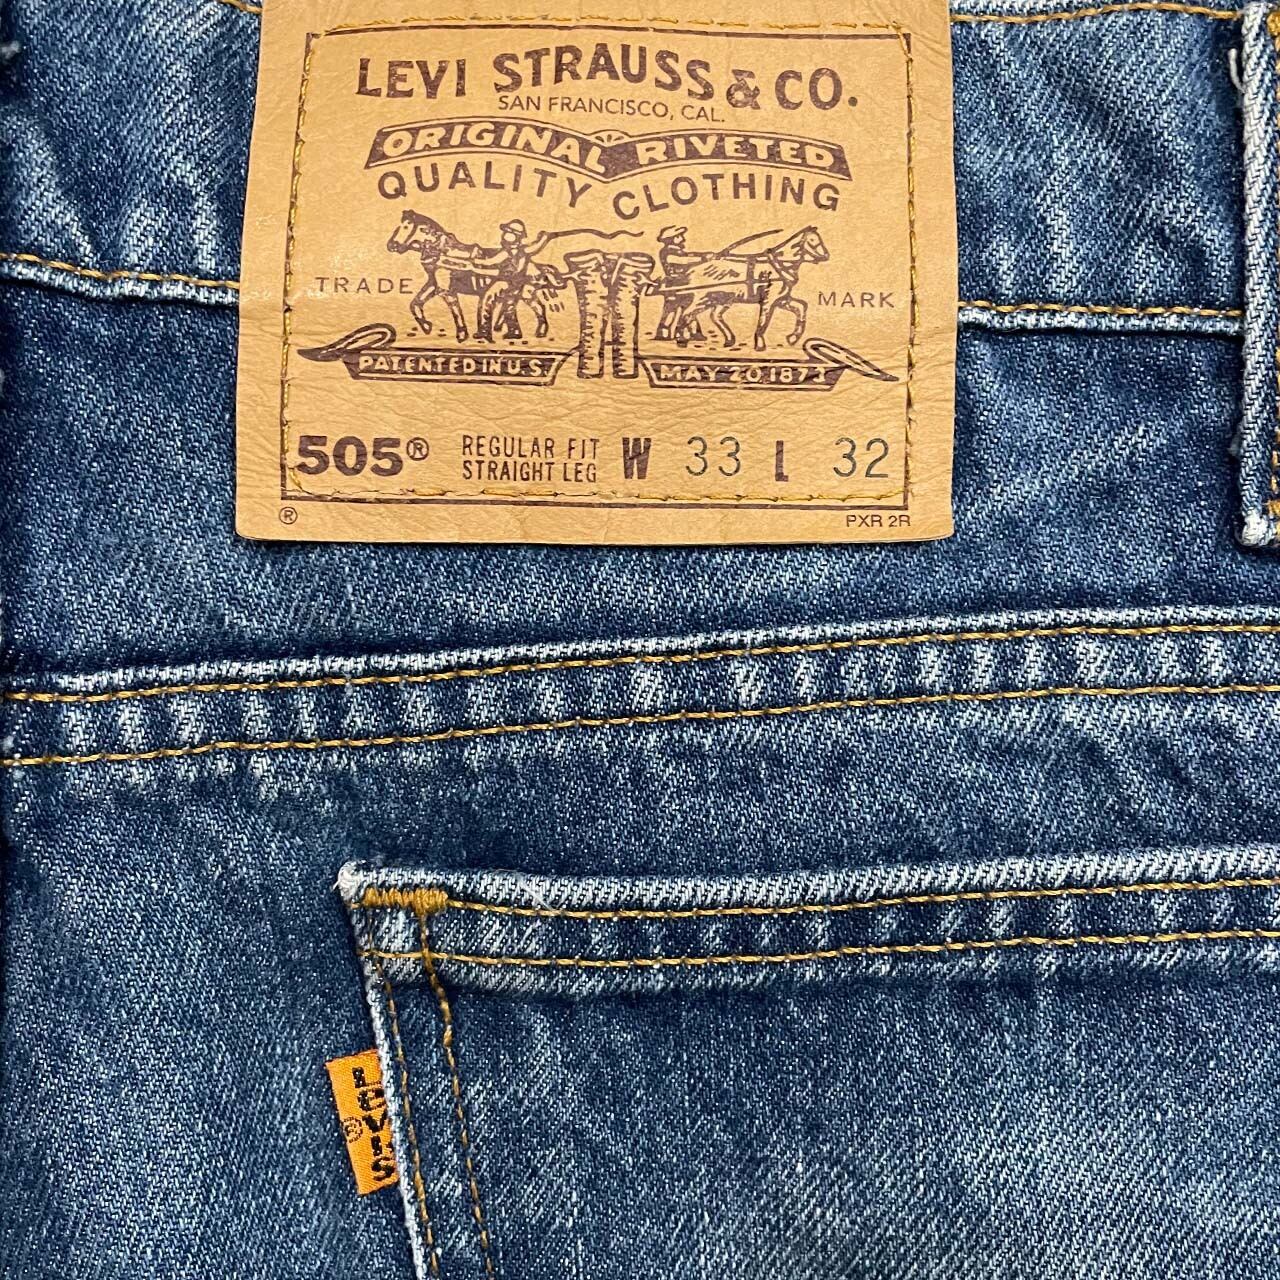 LEVI STRAUSS & CO.
SAN FRANCISCO, CAL.
ORIGINAL RIVETED
QUALITY CLOTHING
TRADE MARK
PATENTED IN U.S. MAY 20 1873
505® REGULAR FIT W 33 L 32
STRAIGHT LEG
® PXR 2R
LEVI'S
®